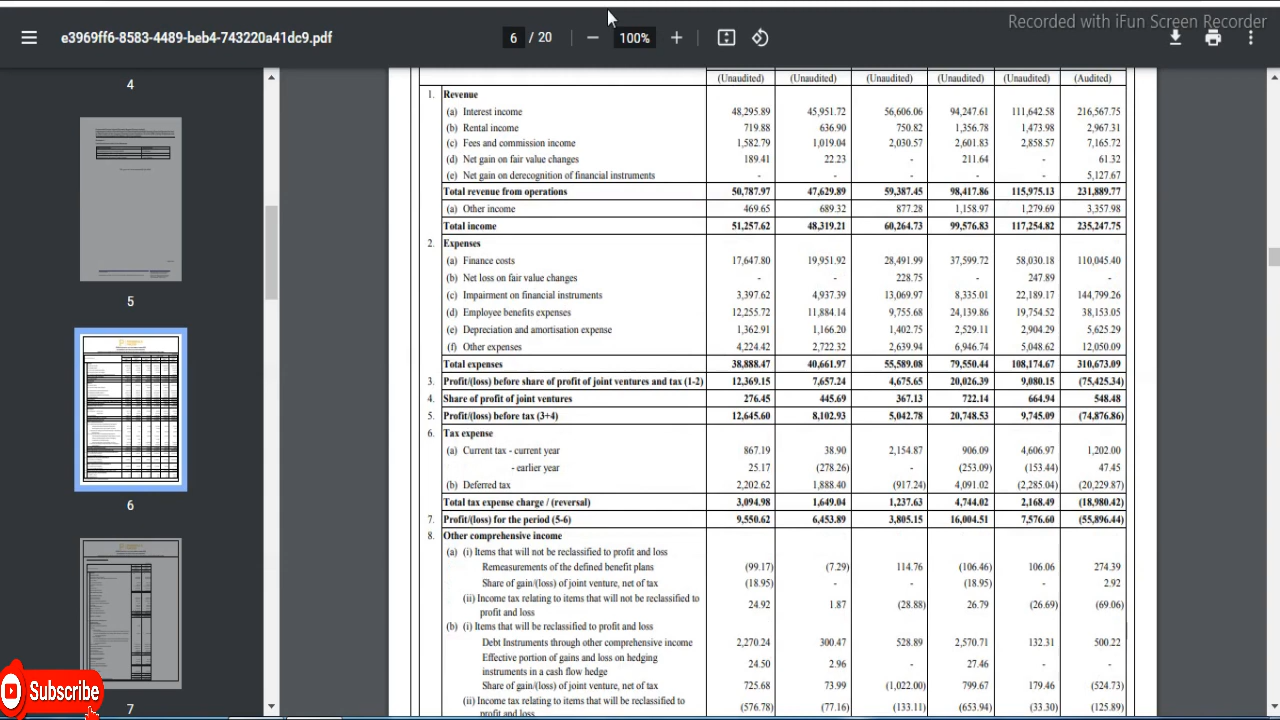 Recorded with iFun Screen Recorder
e3969ff6-8583-4489-beb4-743220a41dc9.pdf 6 / 20 100%
4
5
6
7
Subscribe
(Unaudited) (Unaudited) (Unaudited) (Unaudited) (Unaudited) (Audited)
1. Revenue
(a) Interest income 48,295.89 45,951.72 56,606.06 94,247.61 111,642.58 216,567.75
(b) Rental income 719.88 636.90 750.82 1,356.78 1,473.98 2,967.31
(c) Fees and commission income 1,582.79 1,019.04 2,030.57 2,601.83 2,858.57 7,165.72
(d) Net gain on fair value changes 189.41 22.23 - 211.64 - 61.32
(e) Net gain on derecognition of financial instruments - - - - - 5,127.67
Total revenue from operations 50,787.97 47,629.89 59,387.45 98,417.86 115,975.13 231,889.77
(a) Other income 469.65 689.32 877.28 1,158.97 1,279.69 3,357.98
Total income 51,257.62 48,319.21 60,264.73 99,576.83 117,254.82 235,247.75
2. Expenses
(a) Finance costs 17,647.80 19,951.92 28,491.99 37,599.72 58,030.18 110,045.40
(b) Net loss on fair value changes - - 228.75 - 247.89 -
(c) Impairment on financial instruments 3,397.62 4,937.39 13,069.97 8,335.01 22,189.17 144,799.26
(d) Employee benefits expenses 12,255.72 11,884.14 9,755.68 24,139.86 19,754.52 38,153.05
(e) Depreciation and amortisation expense 1,362.91 1,166.20 1,402.75 2,529.11 2,904.29 5,625.29
(f) Other expenses 4,224.42 2,722.32 2,639.94 6,946.74 5,048.62 12,050.09
Total expenses 38,888.47 40,661.97 55,589.08 79,550.44 108,174.67 310,673.09
3. Profit/(loss) before share of profit of joint ventures and tax (1-2) 12,369.15 7,657.24 4,675.65 20,026.39 9,080.15 (75,425.34)
4. Share of profit of joint ventures 276.45 445.69 367.13 722.14 664.94 548.48
5. Profit/(loss) before tax (3+4) 12,645.60 8,102.93 5,042.78 20,748.53 9,745.09 (74,876.86)
6. Tax expense
(a) Current tax - current year 867.19 38.90 2,154.87 906.09 4,606.97 1,202.00
- earlier year 25.17 (278.26) - (253.09) (153.44) 47.45
(b) Deferred tax 2,202.62 1,888.40 (917.24) 4,091.02 (2,285.04) (20,229.87)
Total tax expense charge / (reversal) 3,094.98 1,649.04 1,237.63 4,744.02 2,168.49 (18,980.42)
7. Profit/(loss) for the period (5-6) 9,550.62 6,453.89 3,805.15 16,004.51 7,576.60 (55,896.44)
8. Other comprehensive income
(a) (i) Items that will not be reclassified to profit and loss
Remeasurements of the defined benefit plans (99.17) (7.29) 114.76 (106.46) 106.06 274.39
Share of gain/(loss) of joint venture, net of tax (18.95) - - (18.95) - 2.92
(ii) Income tax relating to items that will not be reclassified to
profit and loss 24.92 1.87 (28.88) 26.79 (26.69) (69.06)
(b) (i) Items that will be reclassified to profit and loss
Debt Instruments through other comprehensive income 2,270.24 300.47 528.89 2,570.71 132.31 500.22
Effective portion of gains and loss on hedging
instruments in a cash flow hedge 24.50 2.96 - 27.46 - -
Share of gain/(loss) of joint venture, net of tax 725.68 73.99 (1,022.00) 799.67 179.46 (524.73)
(ii) Income tax relating to items that will be reclassified to
profit and loss (576.78) (77.16) (133.11) (653.94) (33.30) (125.89)